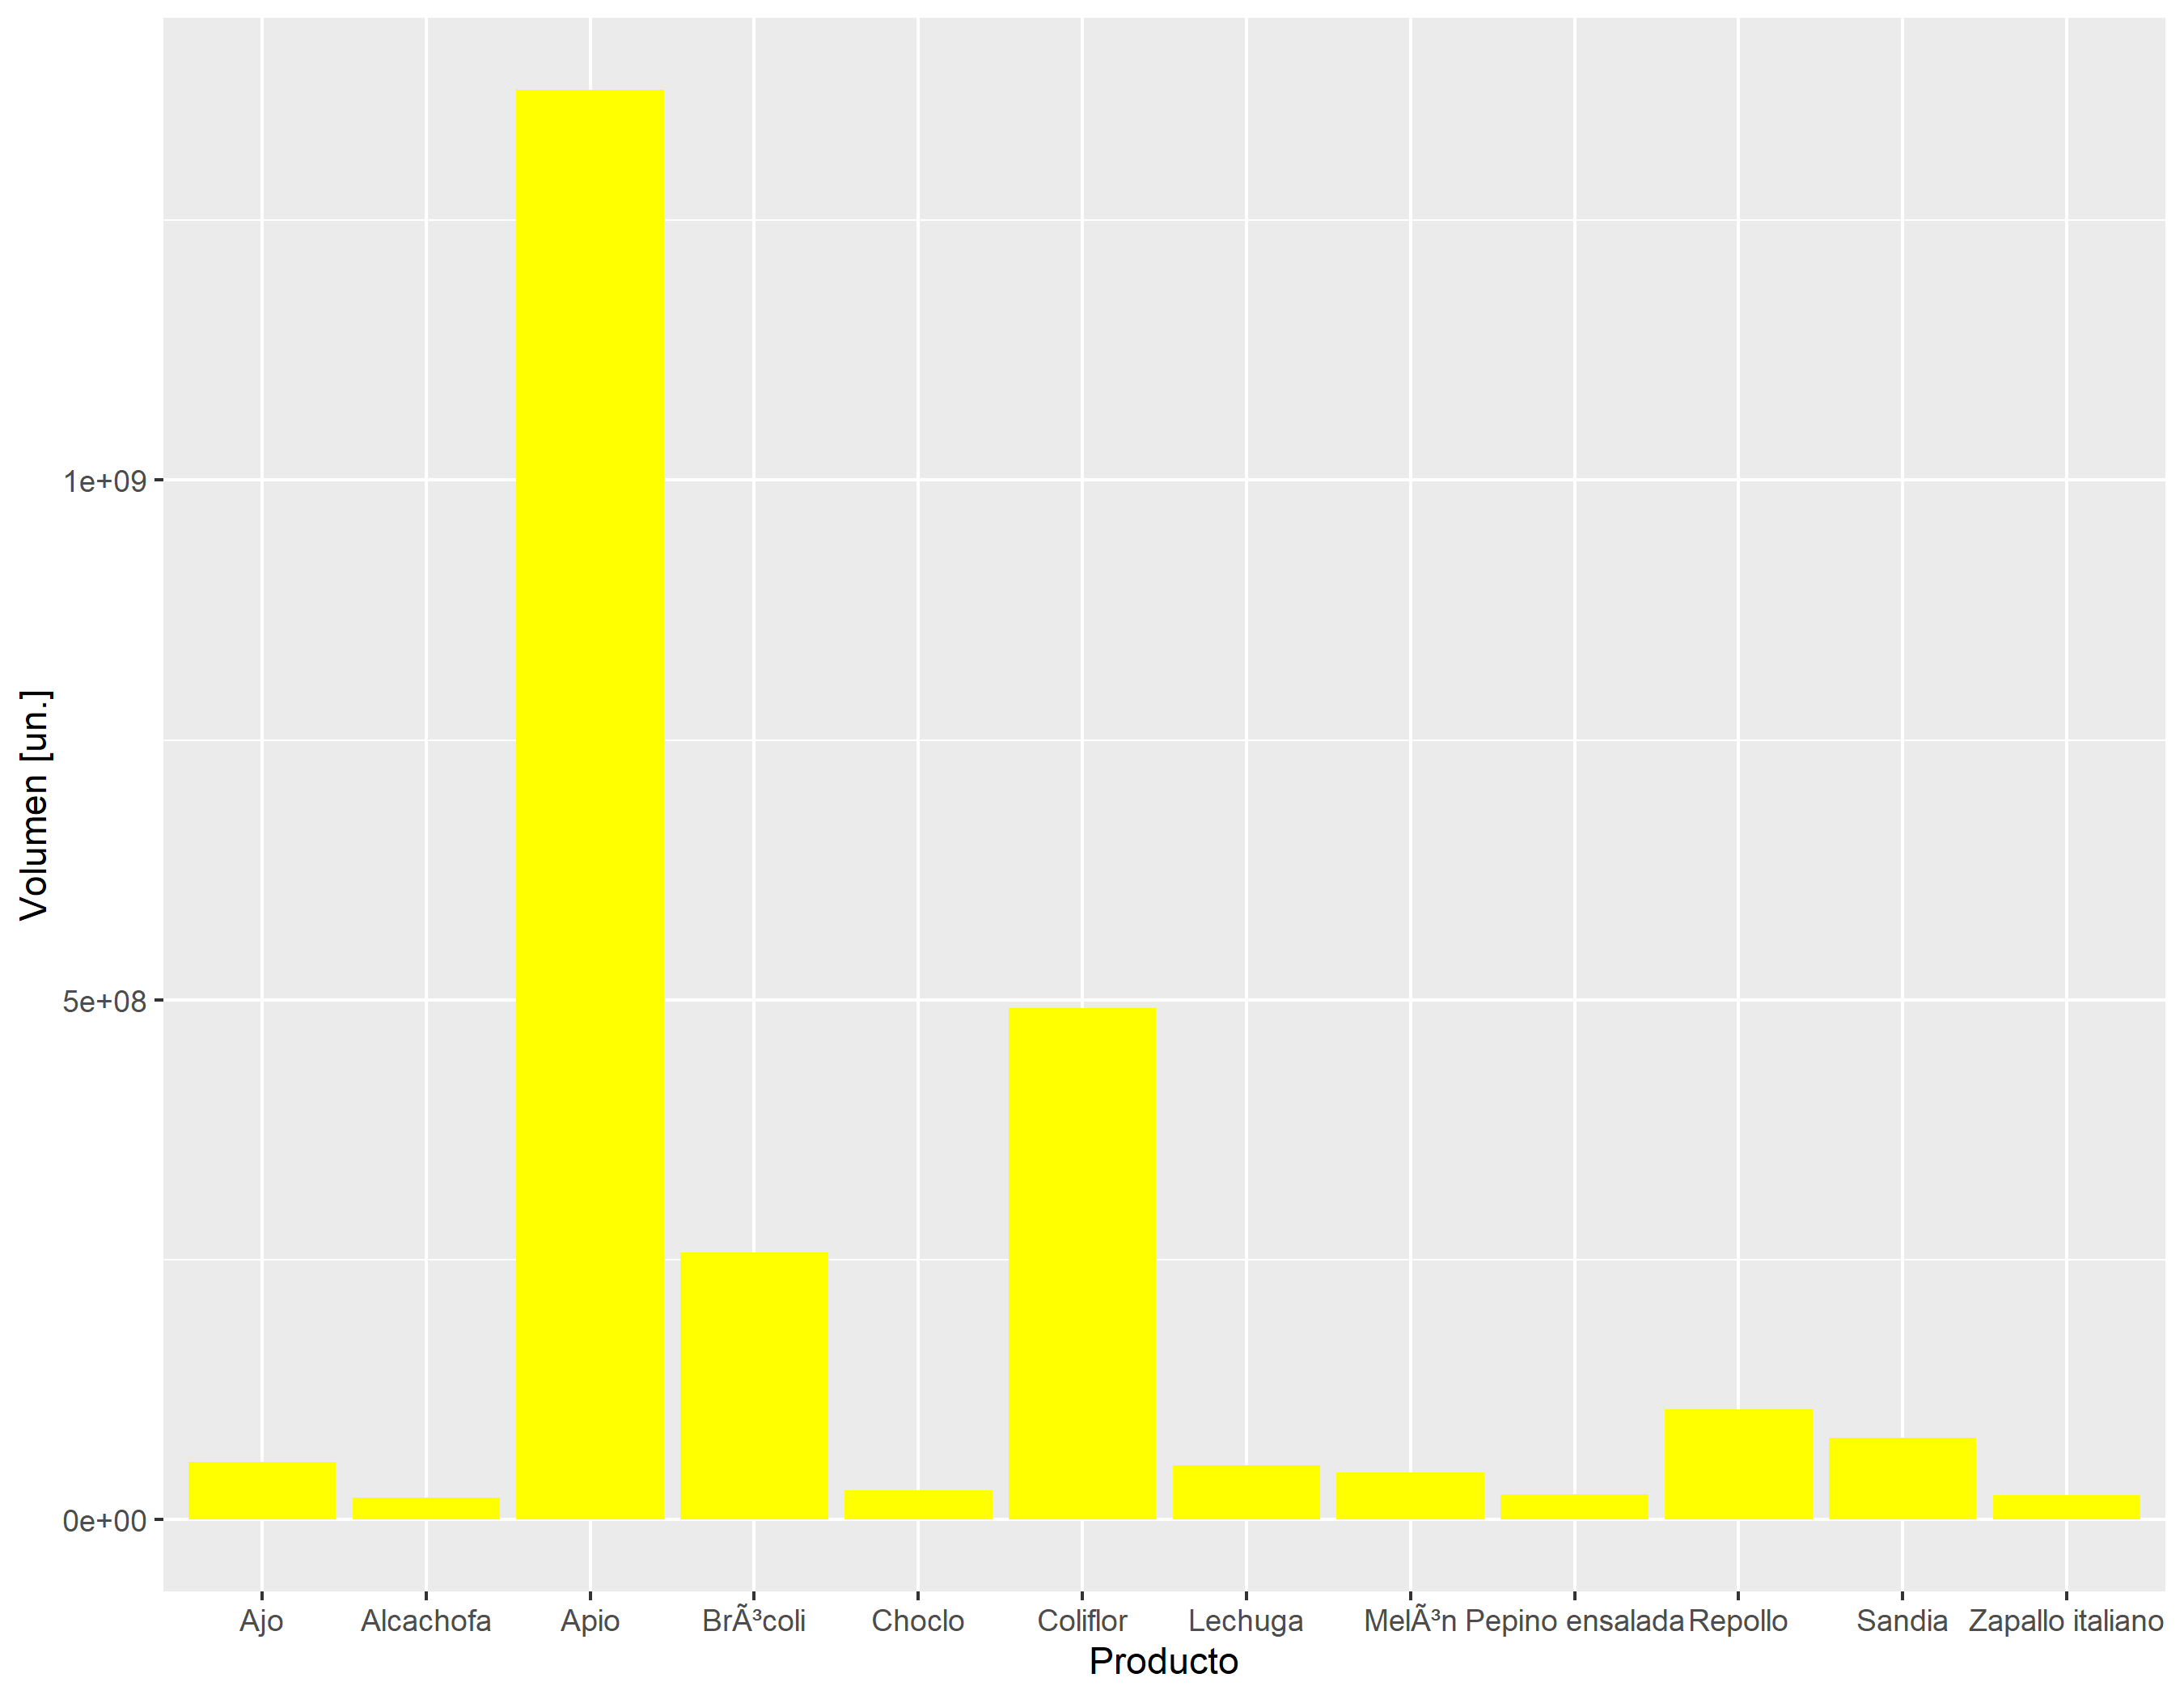 Volumen [un.]
1e+09
5e+08
0e+00
Ajo Alcachofa Apio BrÃ³coli Choclo Coliflor Lechuga MelÃ³n Pepino ensalada Repollo Sandia Zapallo italiano
Producto